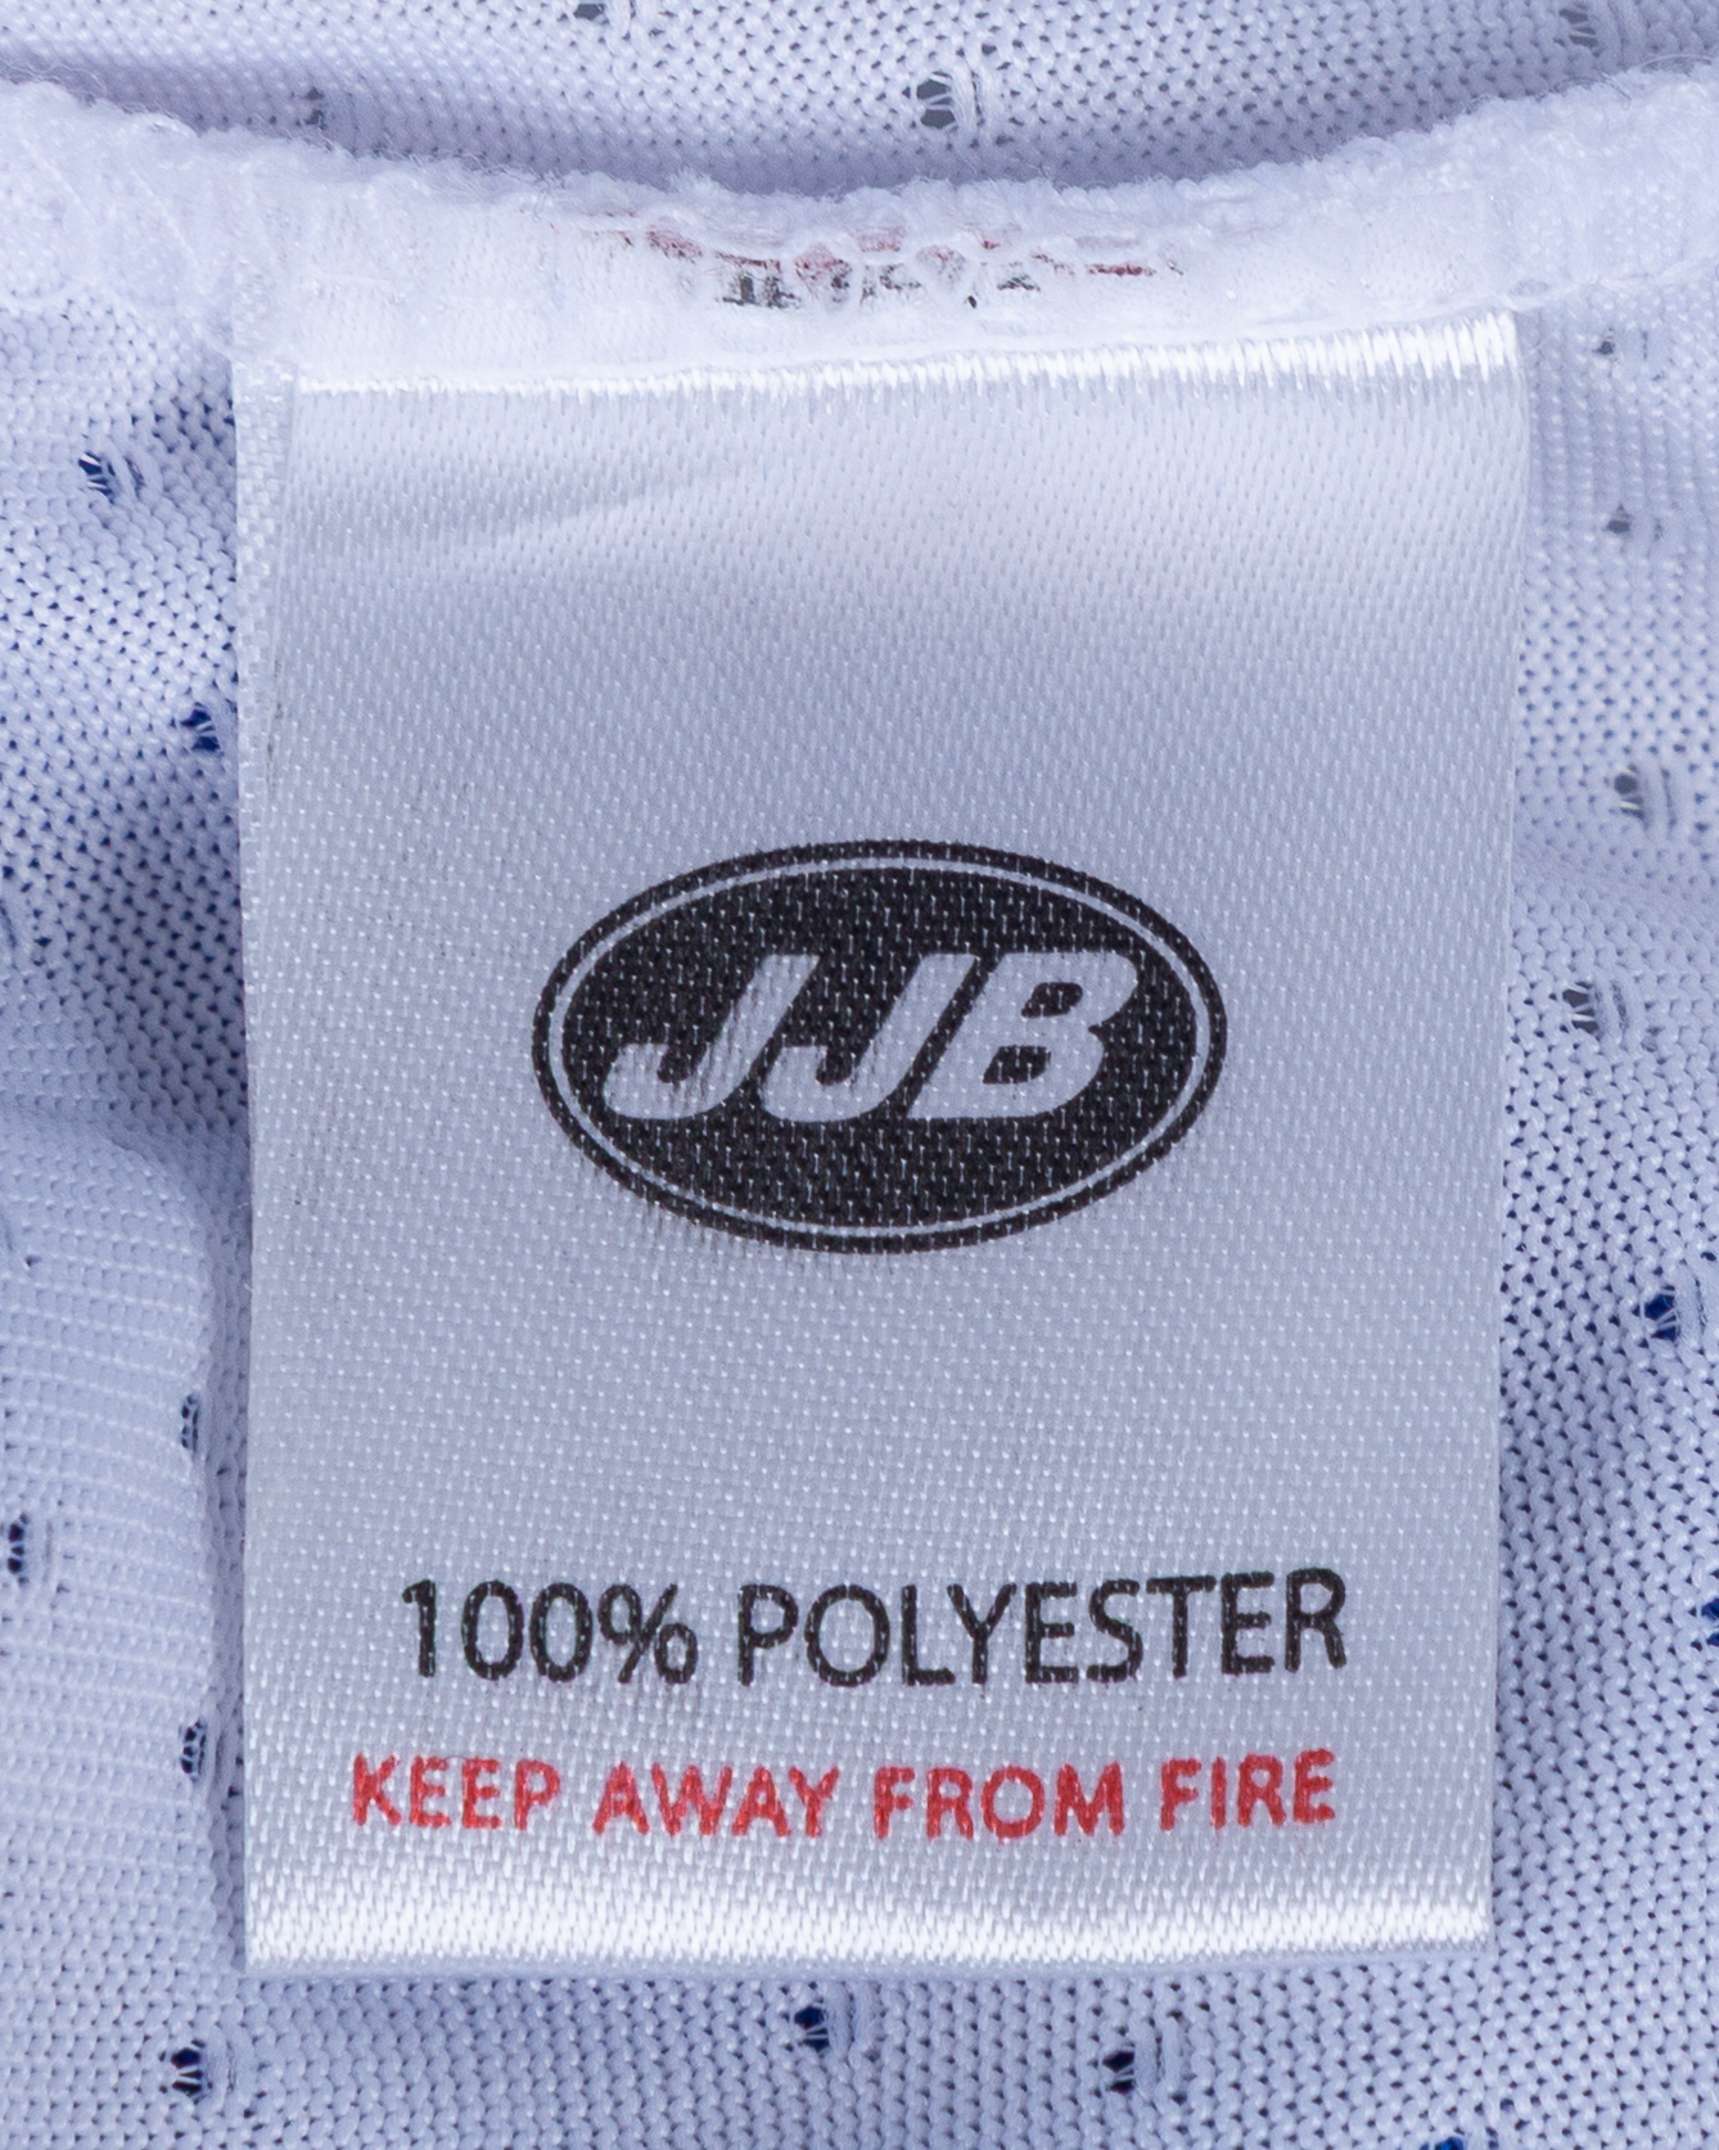 JJB
100% POLYESTER
KEEP AWAY FROM FIRE